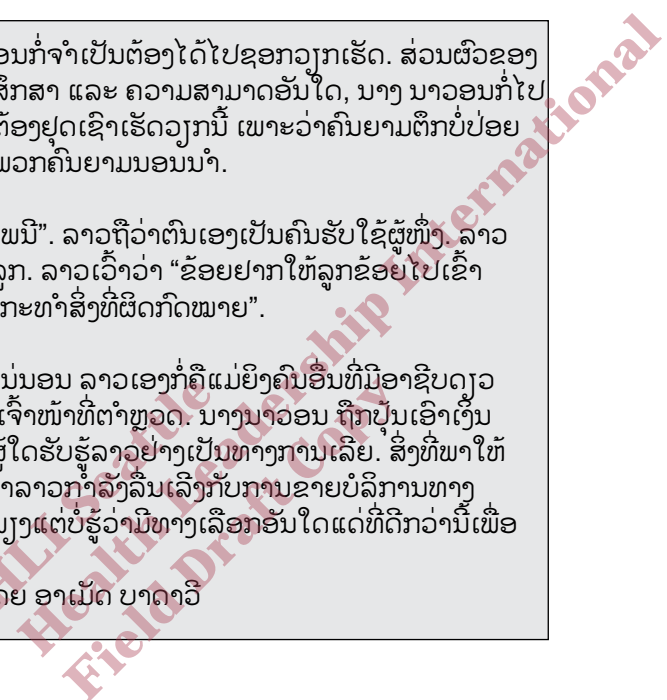 ອນກໍ່ຈຳເປັນຕ້ອງໄດ້ໄປຊອກວຽກເຮັດ. ສ່ວນຜົວຂອງ
ສຶກສາ ແລະ ຄວາມສາມາດອັນໃດ, ນາງ ນາວອນກໍ່ໄປ
ຕ້ອງຢຸດເຊົາເຮັດວຽກນີ້ ເພາະວ່າຄົນຍາມຕຶກບໍ່ປ່ອຍ
ພວກຄົນຍາມນອນນຳ.
ພນີ”. ລາວຖືວ່າຕົນເອງເປັນຄົນຮັບໃຊ້ຜູ້ໜຶ່ງ. ລາວ
ລູກ. ລາວເວົ້າວ່າ “ຂ້ອຍຢາກໃຫ້ລູກຂ້ອຍໄປເຂົ້າ
ກະທຳສິ່ງທີ່ຜິດກົດໝາຍ”.
ແນ່ນອນ ລາວເອງກໍ່ຄືແມ່ຍິງຄົນອື່ນທີ່ມີອາຊີບດຽວ
ເຈົ້າໜ້າທີ່ຕຳຫຼວດ. ນາງນາວອນ ຖືກປຸ້ນເອົາເງິນ
ຜູ້ໃດຮັບຮູ້ລາວຢ່າງເປັນທາງການເລີຍ. ສິ່ງທີ່ພາໃຫ້
າລາວກຳລັງລື່ນເລີງກັບການຂາຍບໍລິການທາງ
ພຽງແຕ່ບໍ່ຮູ້ວ່າມີທາງເລືອກອັນໃດແດ່ທີ່ດີກວ່ານີ້ເພື່ອ
ດຍ ອາເມັດ ບາດາວີ
HLI Seattle
Health Leadership International
Field Draft Copy